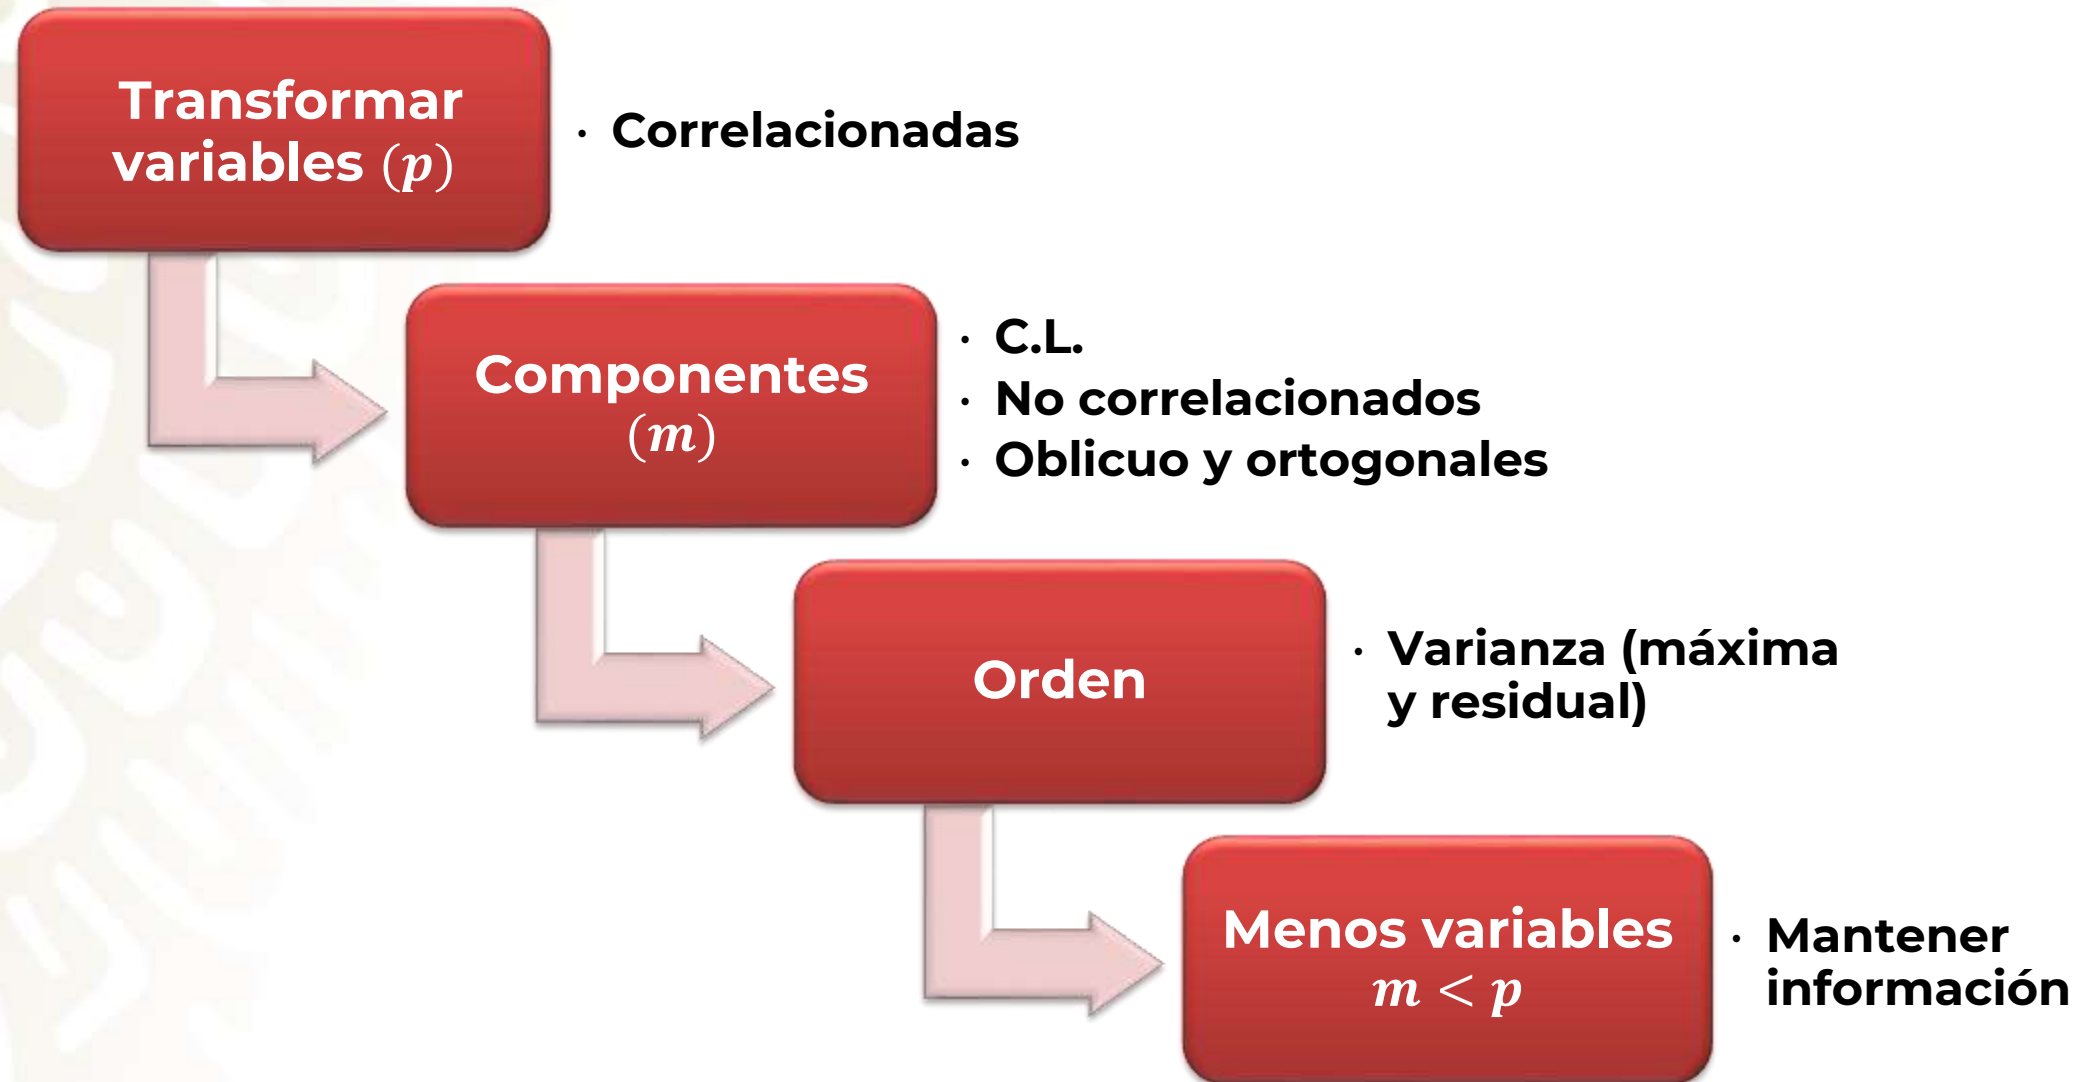 Transformar
variables (p)
· Correlacionadas
Componentes
(m)
· C.L.
· No correlacionados
· Oblicuo y ortogonales
Orden
· Varianza (máxima
y residual)
Menos variables
m < p
· Mantener
información